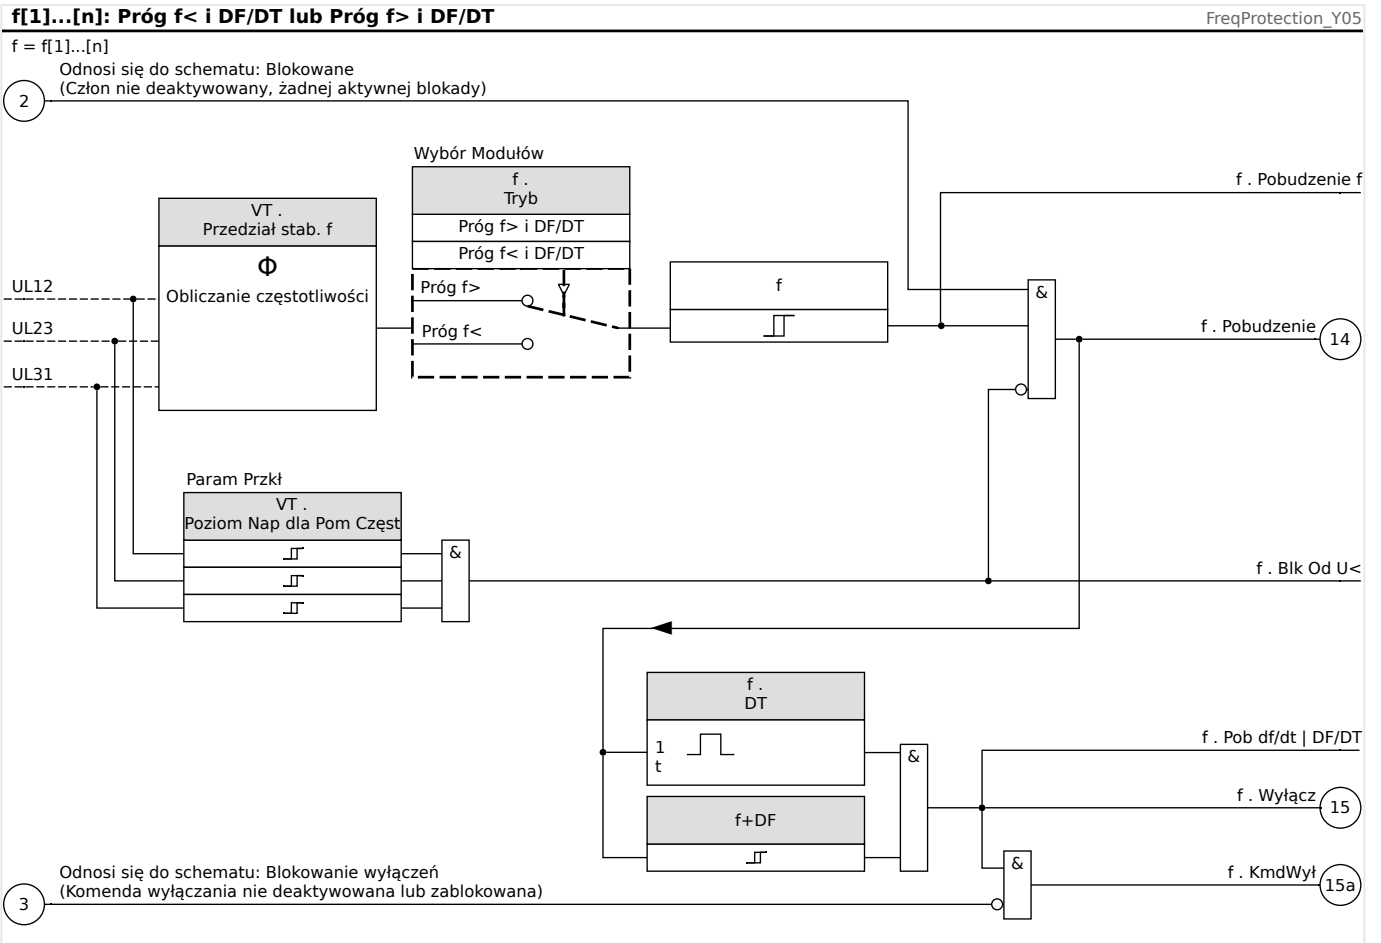 f[1]...[n]: Próg f< i DF/DT lub Próg f> i DF/DT
FreqProtection_Y05
f = f[1]...[n]
Odnosi się do schematu: Blokowane
(Człon nie deaktywowany, żadnej aktywnej blokady)
2
Wybór Modułów
f .
Tryb
Próg f> i DF/DT
Próg f< i DF/DT
Próg f>
Próg f<
VT .
Przedział stab. f
Φ
Obliczanie częstotliwości
UL12
UL23
UL31
f
&
f . Pobudzenie f
f . Pobudzenie
14
Param Przkł
VT .
Poziom Nap dla Pom Częst
&
f . Blk Od U<
f .
DT
1
t
f+DF
&
f . Pob df/dt | DF/DT
f . Wyłącz
15
&
f . KmdWył
15a
Odnosi się do schematu: Blokowanie wyłączeń
(Komenda wyłączania nie deaktywowana lub zablokowana)
3